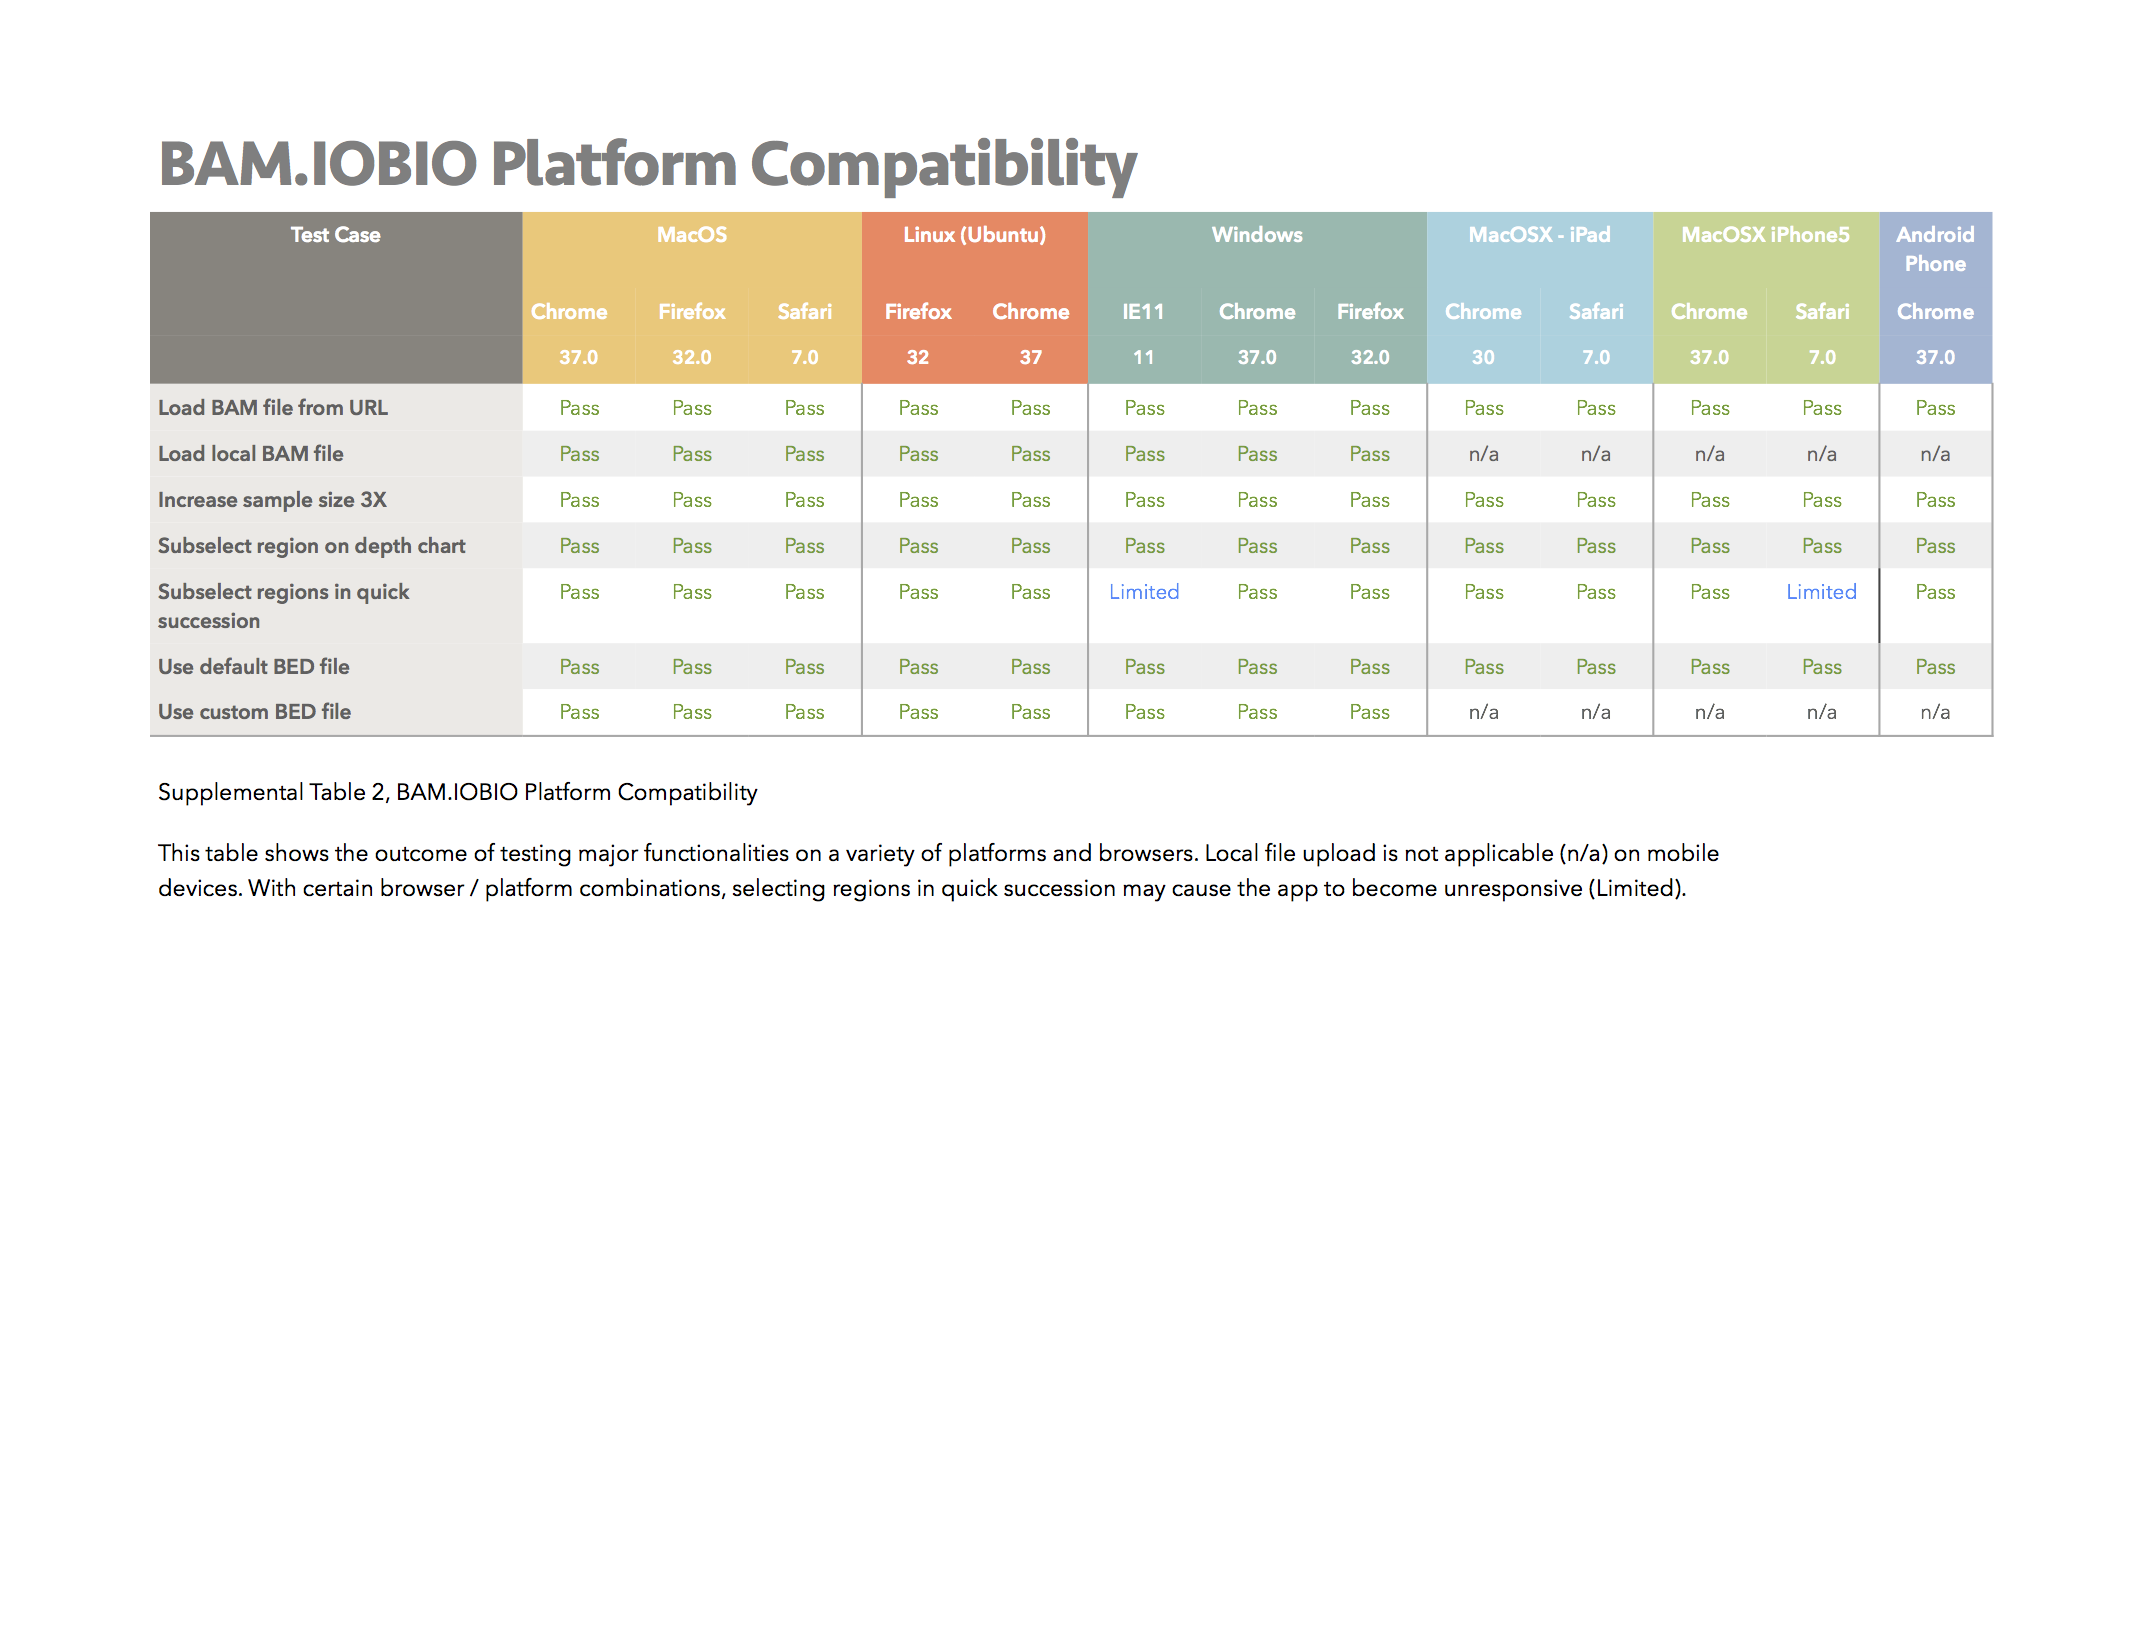 BAM.IOBIO Platform Compatibility
Test Case MacOS Linux (Ubuntu) Windows MacOSX - iPad MacOSX iPhone5 Android
Phone
Chrome Firefox Safari Firefox Chrome IE11 Chrome Firefox Chrome Safari Chrome Safari Chrome
37.0 32.0 7.0 32 37 11 37.0 32.0 30 7.0 37.0 7.0 37.0
Load BAM file from URL Pass Pass Pass Pass Pass Pass Pass Pass Pass Pass Pass Pass Pass
Load local BAM file Pass Pass Pass Pass Pass Pass Pass Pass n/a n/a n/a n/a n/a
Increase sample size 3X Pass Pass Pass Pass Pass Pass Pass Pass Pass Pass Pass Pass Pass
Subselect region on depth chart Pass Pass Pass Pass Pass Pass Pass Pass Pass Pass Pass Pass Pass
Subselect regions in quick Pass Pass Pass Pass Pass Limited Pass Pass Pass Pass Pass Limited Pass
succession
Use default BED file Pass Pass Pass Pass Pass Pass Pass Pass Pass Pass Pass Pass Pass
Use custom BED file Pass Pass Pass Pass Pass Pass Pass Pass n/a n/a n/a n/a n/a
Supplemental Table 2, BAM.IOBIO Platform Compatibility
This table shows the outcome of testing major functionalities on a variety of platforms and browsers. Local file upload is not applicable (n/a) on mobile
devices. With certain browser / platform combinations, selecting regions in quick succession may cause the app to become unresponsive (Limited).